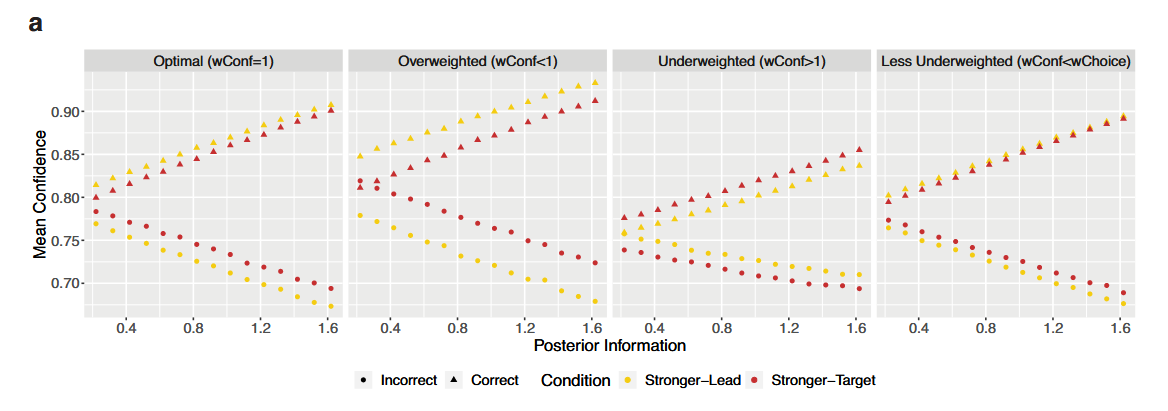 a
Optimal (wConf=1)
Overweighted (wConf<1)
Underweighted (wConf>1)
Less Underweighted (wConf<wChoice)
Mean Confidence
0.90
0.85
0.80
0.75
0.70
0.4 0.8 1.2 1.6
0.4 0.8 1.2 1.6
0.4 0.8 1.2 1.6
0.4 0.8 1.2 1.6
Posterior Information
Incorrect Correct Condition Stronger−Lead Stronger−Target